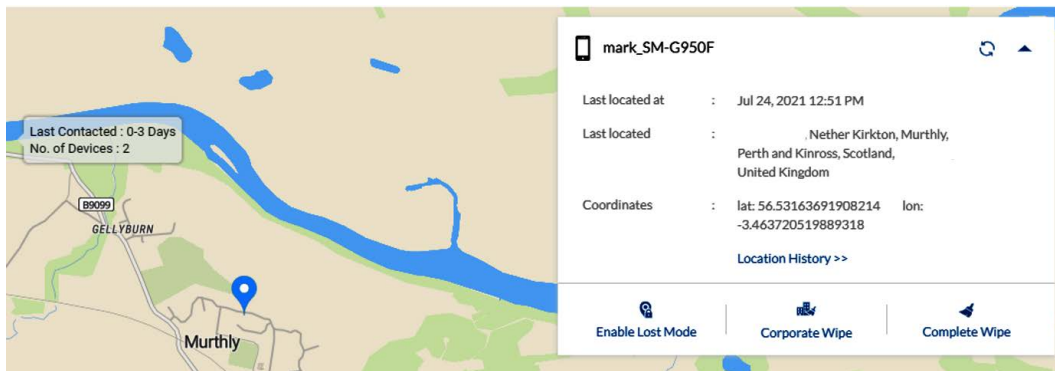 Last Contacted : 0-3 Days
No. of Devices : 2
B9099
GELLYBURN
Murthly
mark_SM-G950F
Last located at : Jul 24, 2021 12:51 PM
Last located : , Nether Kirkton, Murthly,
Perth and Kinross, Scotland,
United Kingdom
Coordinates : lat: 56.53163691908214 lon:
-3.463720519889318
Location History >>
Enable Lost Mode
Corporate Wipe
Complete Wipe